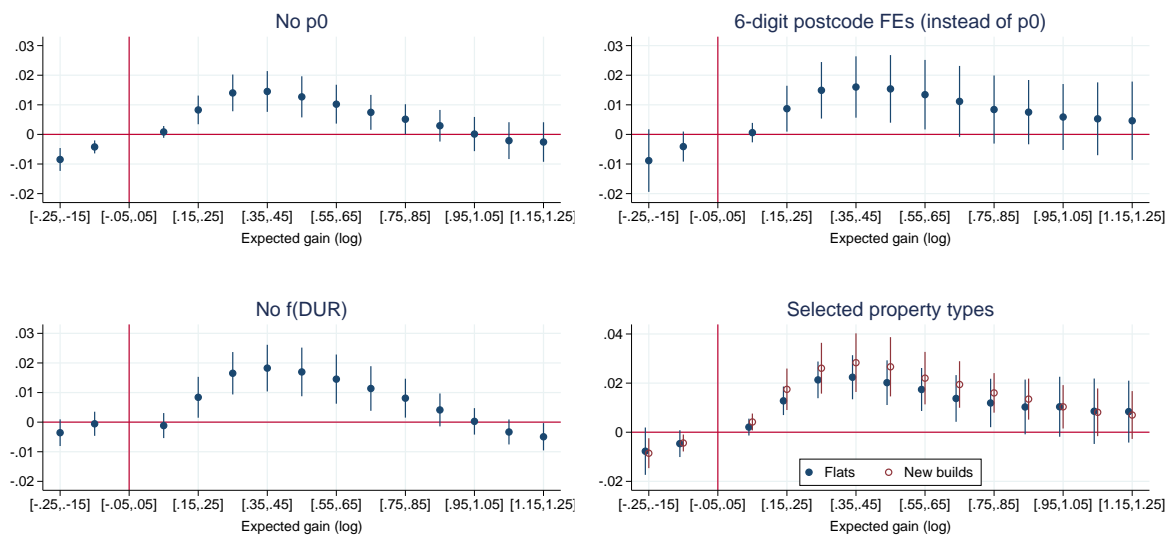 No p0
.03
.02
.01
0
-.01
-.02
[-.25,-.15] [-.05,.05] [.15,.25] [.35,.45] [.55,.65] [.75,.85] [.95,1.05] [1.15,1.25]
Expected gain (log)
6-digit postcode FEs (instead of p0)
.03
.02
.01
0
-.01
-.02
[-.25,-.15] [-.05,.05] [.15,.25] [.35,.45] [.55,.65] [.75,.85] [.95,1.05] [1.15,1.25]
Expected gain (log)
No f(DUR)
.03
.02
.01
0
-.01
-.02
[-.25,-.15] [-.05,.05] [.15,.25] [.35,.45] [.55,.65] [.75,.85] [.95,1.05] [1.15,1.25]
Expected gain (log)
Selected property types
.04
.02
0
-.02
Flats New builds
[-.25,-.15] [-.05,.05] [.15,.25] [.35,.45] [.55,.65] [.75,.85] [.95,1.05] [1.15,1.25]
Expected gain (log)